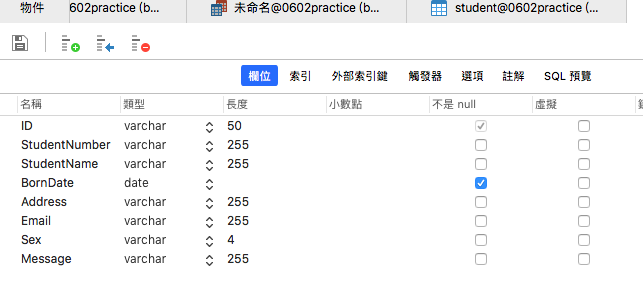 物件 0602practice (b... 未命名@0602practice (b... student@0602practice (...
欄位 索引 外部索引鍵 觸發器 選項 註解 SQL 預覽
名稱 類型 長度 小數點 不是 null 虛擬
ID varchar 50
StudentNumber varchar 255
StudentName varchar 255
BornDate date
Address varchar 255
Email varchar 255
Sex varchar 4
Message varchar 255